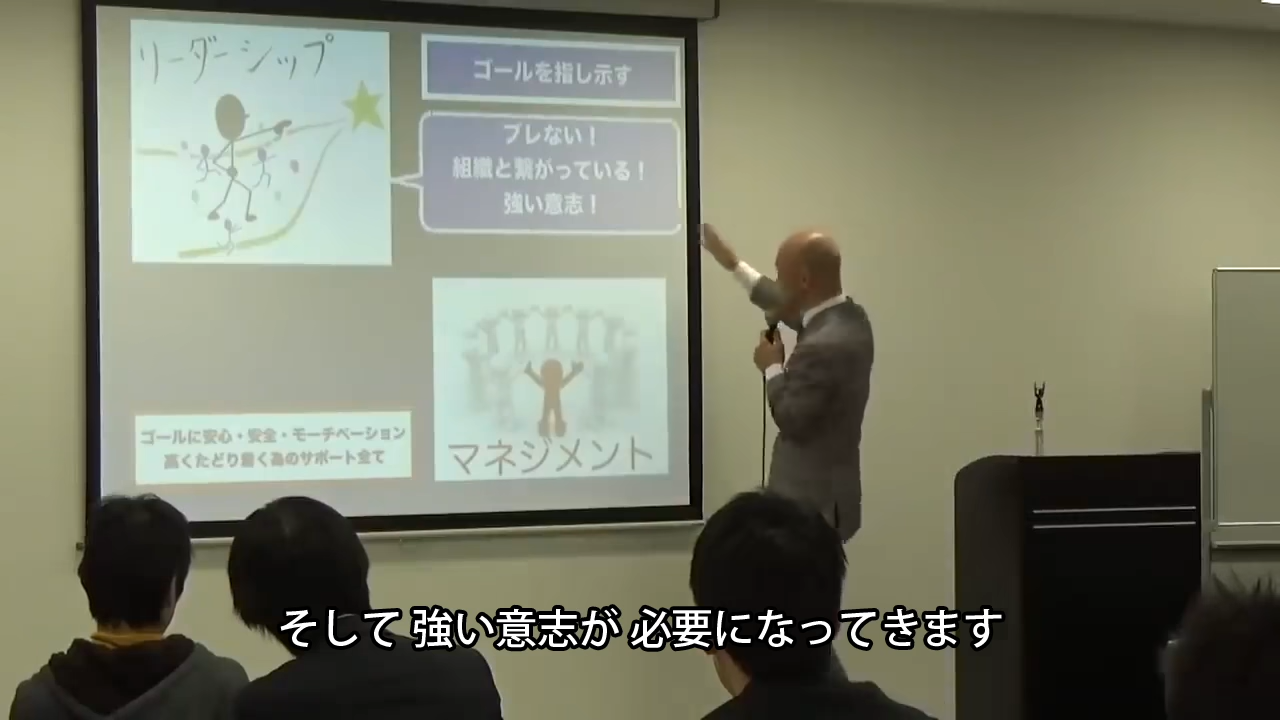 リーダーシップ
ゴールを指し示す
ブレない！
組織と繋がっている！
強い意志！
ゴールに安心・安全・モーチベーション
高くたどり着く為のサポート全て
マネジメント
そして 強い意志が 必要になってきます